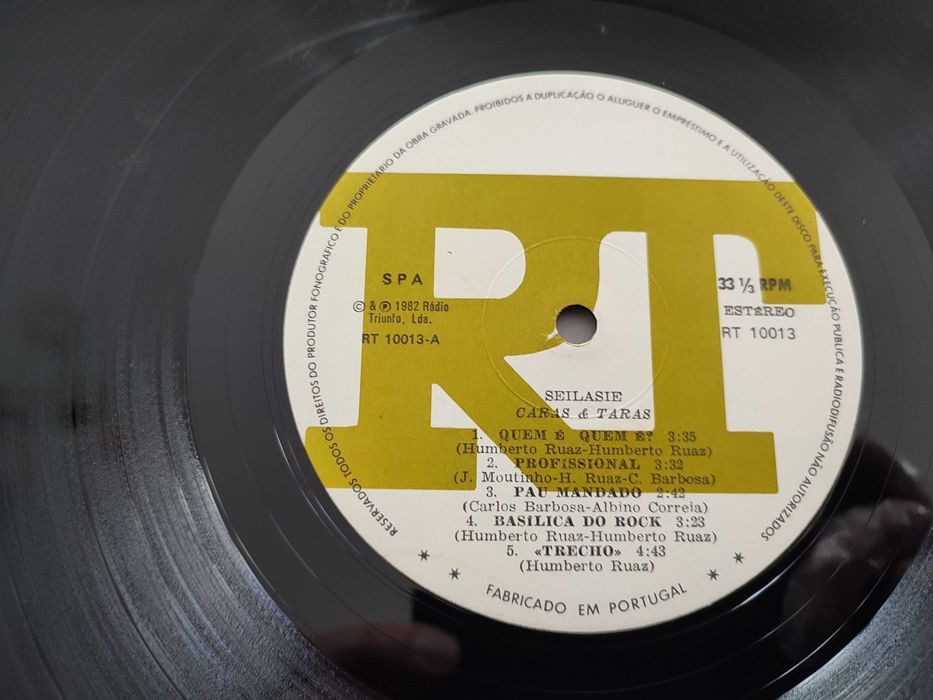 RESERVADOS TODOS OS DIREITOS DO PRODUTOR FONOGRÁFICO E DO PROPRIETÁRIO DA OBRA GRAVADA. PROIBIDOS A DUPLICAÇÃO O ALUGUER O EMPRÉSTIMO E A UTILIZAÇÃO DESTE DISCO PARA EXECUÇÃO PÚBLICA E RADIODIFUSÃO NÃO AUTORIZADOS
RT
SPA
© & ℗ 1982 Rádio
Triunfo, Lda.
RT 10013-A
33 ⅓ RPM
ESTÉREO
RT 10013
SEILASIE
CARAS & TARAS
1. QUEM É QUEM É? 3:35
(Humberto Ruaz-Humberto Ruaz)
2. PROFISSIONAL 3:32
(J. Moutinho-H. Ruaz-C. Barbosa)
3. PAU MANDADO 2:42
(Carlos Barbosa-Albino Correia)
4. BASÍLICA DO ROCK 3:23
(Humberto Ruaz-Humberto Ruaz)
5. «TRECHO» 4:43
(Humberto Ruaz)
FABRICADO EM PORTUGAL